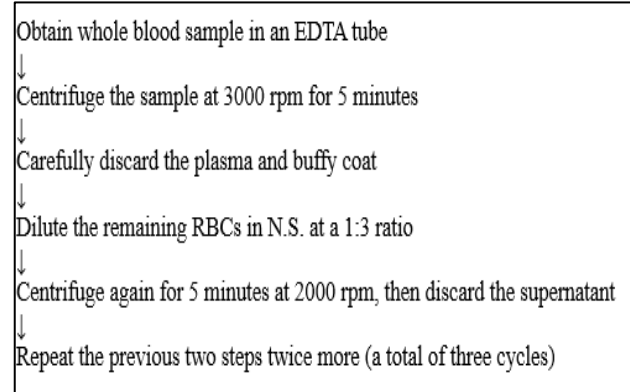 Obtain whole blood sample in an EDTA tube
↓
Centrifuge the sample at 3000 rpm for 5 minutes
↓
Carefully discard the plasma and buffy coat
↓
Dilute the remaining RBCs in N.S. at a 1:3 ratio
↓
Centrifuge again for 5 minutes at 2000 rpm, then discard the supernatant
↓
Repeat the previous two steps twice more (a total of three cycles)